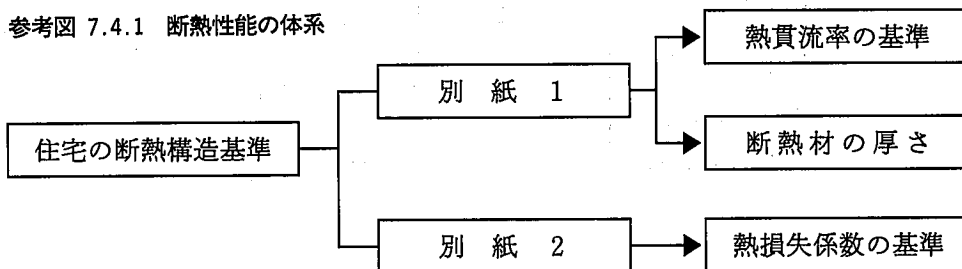 参考図 7.4.1 断熱性能の体系
熱貫流率の基準
別紙 1
住宅の断熱構造基準
断熱材の厚さ
別紙 2
熱損失係数の基準